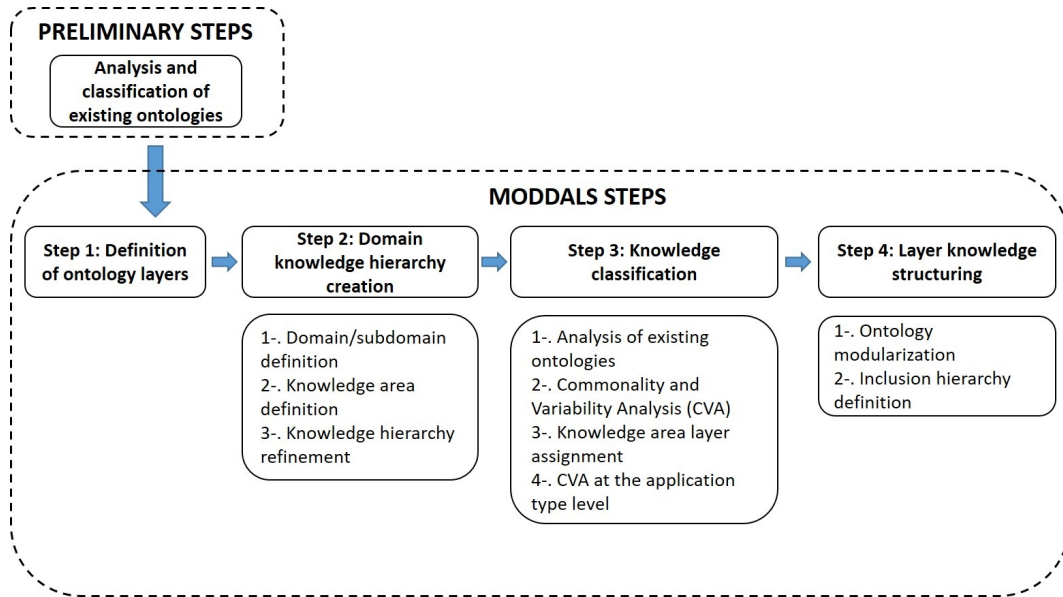 PRELIMINARY STEPS
Analysis and
classification of
existing ontologies
MODDALS STEPS
Step 1: Definition
of ontology layers
Step 2: Domain
knowledge hierarchy
creation
Step 3: Knowledge
classification
Step 4: Layer knowledge
structuring
1-. Domain/subdomain
definition
2-. Knowledge area
definition
3-. Knowledge hierarchy
refinement
1-. Analysis of existing
ontologies
2-. Commonality and
Variability Analysis (CVA)
3-. Knowledge area layer
assignment
4-. CVA at the application
type level
1-. Ontology
modularization
2-. Inclusion hierarchy
definition